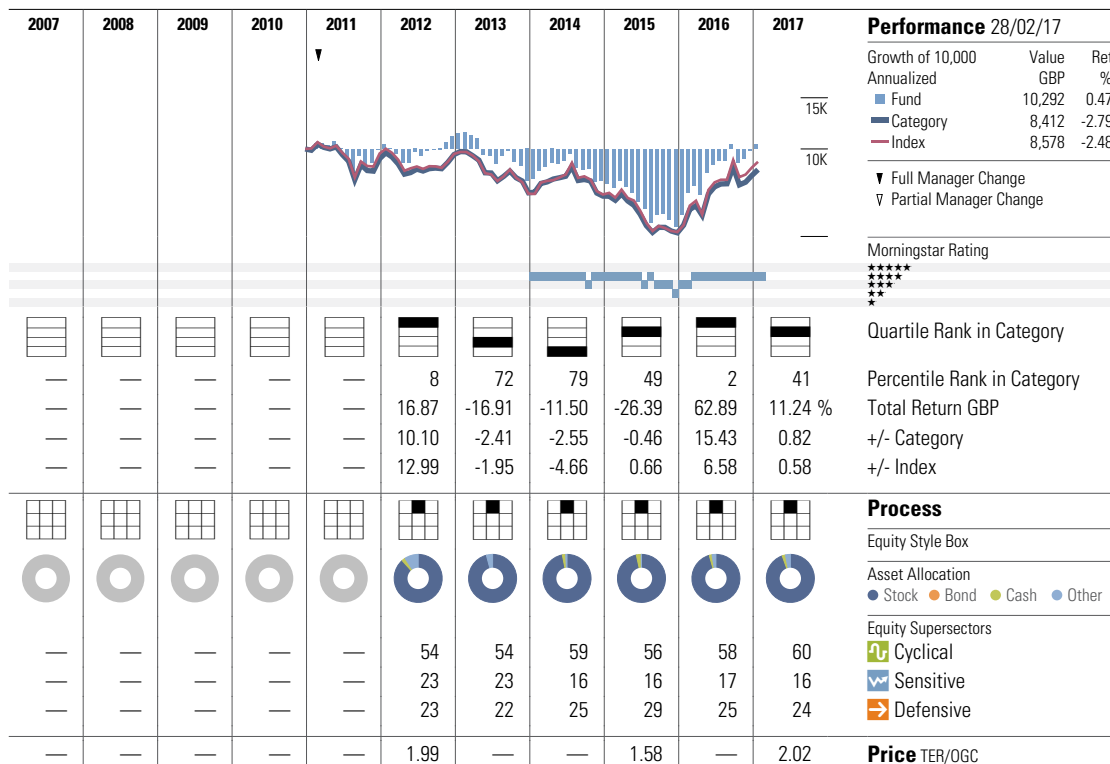 2007 2008 2009 2010 2011 2012 2013 2014 2015 2016 2017
15K
10K
Performance 28/02/17
Growth of 10,000 Value Ret
Annualized GBP %
Fund 10,292 0.47
Category 8,412 -2.79
Index 8,578 -2.48
Full Manager Change
Partial Manager Change
Morningstar Rating
★★★★★
★★★★
★★★
★★
★
Quartile Rank in Category
— — — — — 8 72 79 49 2 41 Percentile Rank in Category
— — — — — 16.87 -16.91 -11.50 -26.39 62.89 11.24 % Total Return GBP
— — — — — 10.10 -2.41 -2.55 -0.46 15.43 0.82 +/- Category
— — — — — 12.99 -1.95 -4.66 0.66 6.58 0.58 +/- Index
Process
Equity Style Box
Asset Allocation
Stock Bond Cash Other
Equity Supersectors
— — — — — 54 54 59 56 58 60 Cyclical
— — — — — 23 23 16 16 17 16 Sensitive
— — — — — 23 22 25 29 25 24 Defensive
— — — — — 1.99 — — 1.58 — 2.02 Price TER/OGC